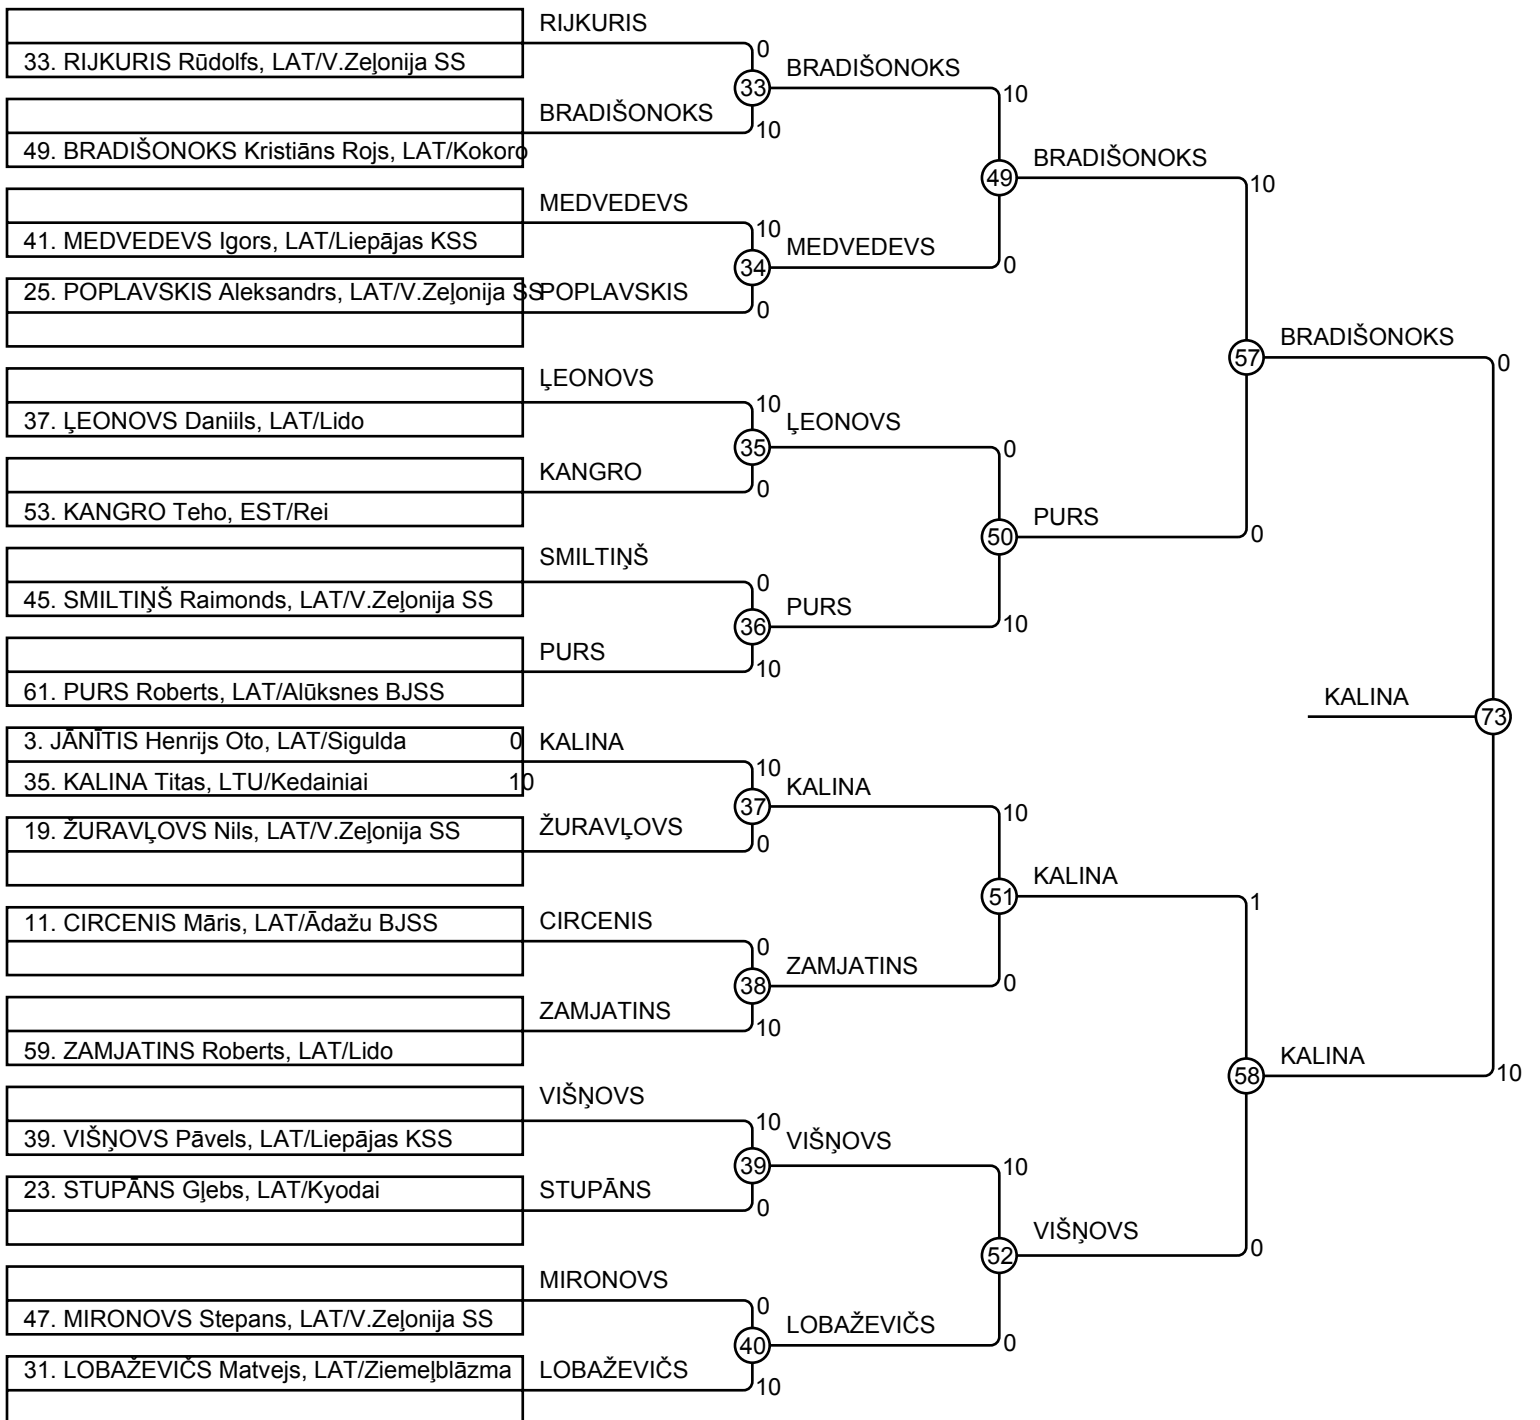 RIJKURIS
33. RIJKURIS Rūdolfs, LAT/V.Zeļonija SS
0
33
BRADIŠONOKS
10
BRADIŠONOKS
10
49. BRADIŠONOKS Kristiāns Rojs, LAT/Kokoro
49
BRADIŠONOKS
10
MEDVEDEVS
10
41. MEDVEDEVS Igors, LAT/Liepājas KSS
34
MEDVEDEVS
0
25. POPLAVSKIS Aleksandrs, LAT/V.Zeļonija SS
POPLAVSKIS
0
57
BRADIŠONOKS
0
ĻEONOVS
10
37. ĻEONOVS Daniils, LAT/Lido
35
ĻEONOVS
0
KANGRO
0
53. KANGRO Teho, EST/Rei
50
PURS
0
SMILTIŅŠ
0
45. SMILTIŅŠ Raimonds, LAT/V.Zeļonija SS
36
PURS
10
PURS
10
61. PURS Roberts, LAT/Alūksnes BJSS
KALINA
73
3. JĀNĪTIS Henrijs Oto, LAT/Sigulda 0
KALINA
10
35. KALINA Titas, LTU/Kedainiai 10
37
KALINA
10
19. ŽURAVĻOVS Nils, LAT/V.Zeļonija SS
ŽURAVĻOVS
0
51
KALINA
1
11. CIRCENIS Māris, LAT/Ādažu BJSS
CIRCENIS
0
38
ZAMJATINS
0
ZAMJATINS
10
59. ZAMJATINS Roberts, LAT/Lido
58
KALINA
10
VIŠŅOVS
10
39. VIŠŅOVS Pāvels, LAT/Liepājas KSS
39
VIŠŅOVS
10
23. STUPĀNS Gļebs, LAT/Kyodai
STUPĀNS
0
52
VIŠŅOVS
0
MIRONOVS
0
47. MIRONOVS Stepans, LAT/V.Zeļonija SS
40
LOBAŽEVIČS
0
31. LOBAŽEVIČS Matvejs, LAT/Ziemeļblāzma
LOBAŽEVIČS
10